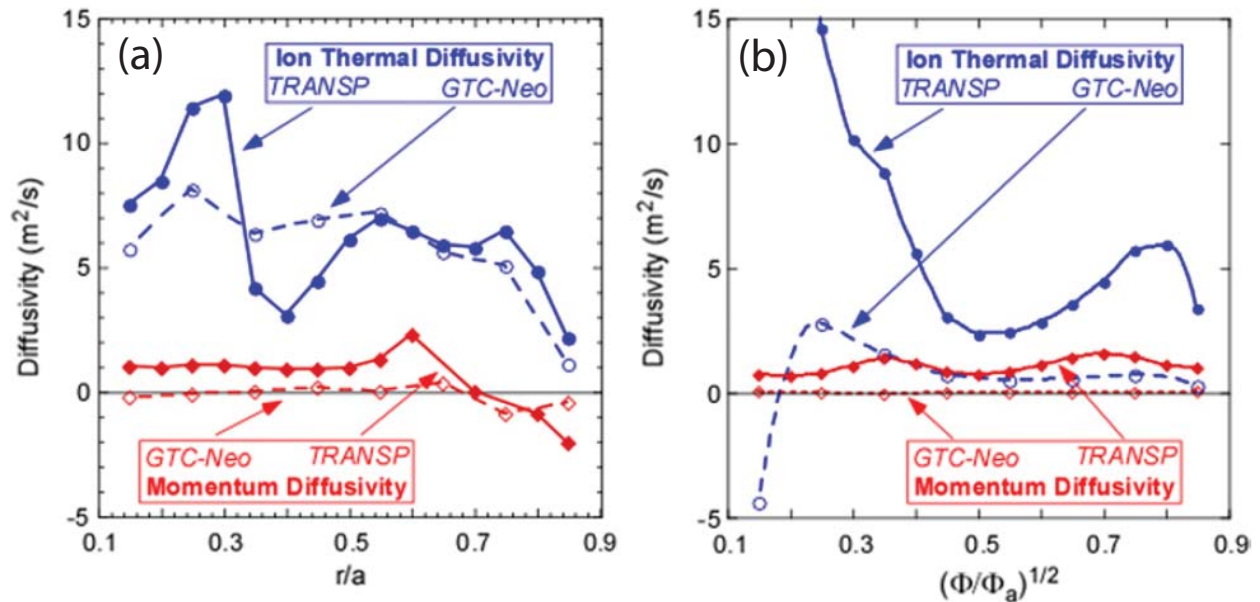 (a)
Ion Thermal Diffusivity
TRANSP GTC-Neo
15
10
5
0
-5
Diffusivity (m²/s)
GTC-Neo TRANSP
Momentum Diffusivity
0.1 0.3 0.5 0.7 0.9
r/a
(b)
Ion Thermal Diffusivity
TRANSP GTC-Neo
15
10
5
0
-5
Diffusivity (m²/s)
GTC-Neo TRANSP
Momentum Diffusivity
0.1 0.3 0.5 0.7 0.9
(Φ/Φₐ)¹/²